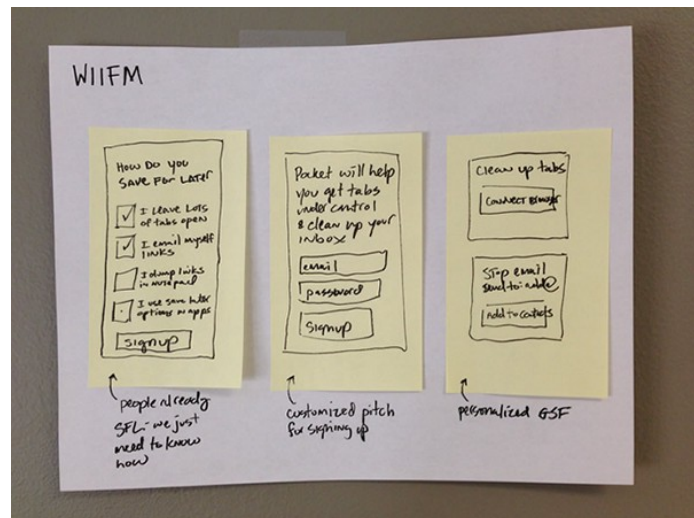 WIIFM
HOW DO YOU
SAVE FOR LATER
I LEAVE LOTS
of tabs open
I email myself
LINKS
I dump links
in notepad
I use save later
options in apps
signup
people already
SFL - we just
need to know
how
Pocket will help
you get tabs
under control
& clean up your
inbox
email
password
signup
customized pitch
for signing up
Clean up tabs
CONNECT BROWSER
STOP email
send-to: add@
Add to contacts
personalized GSF